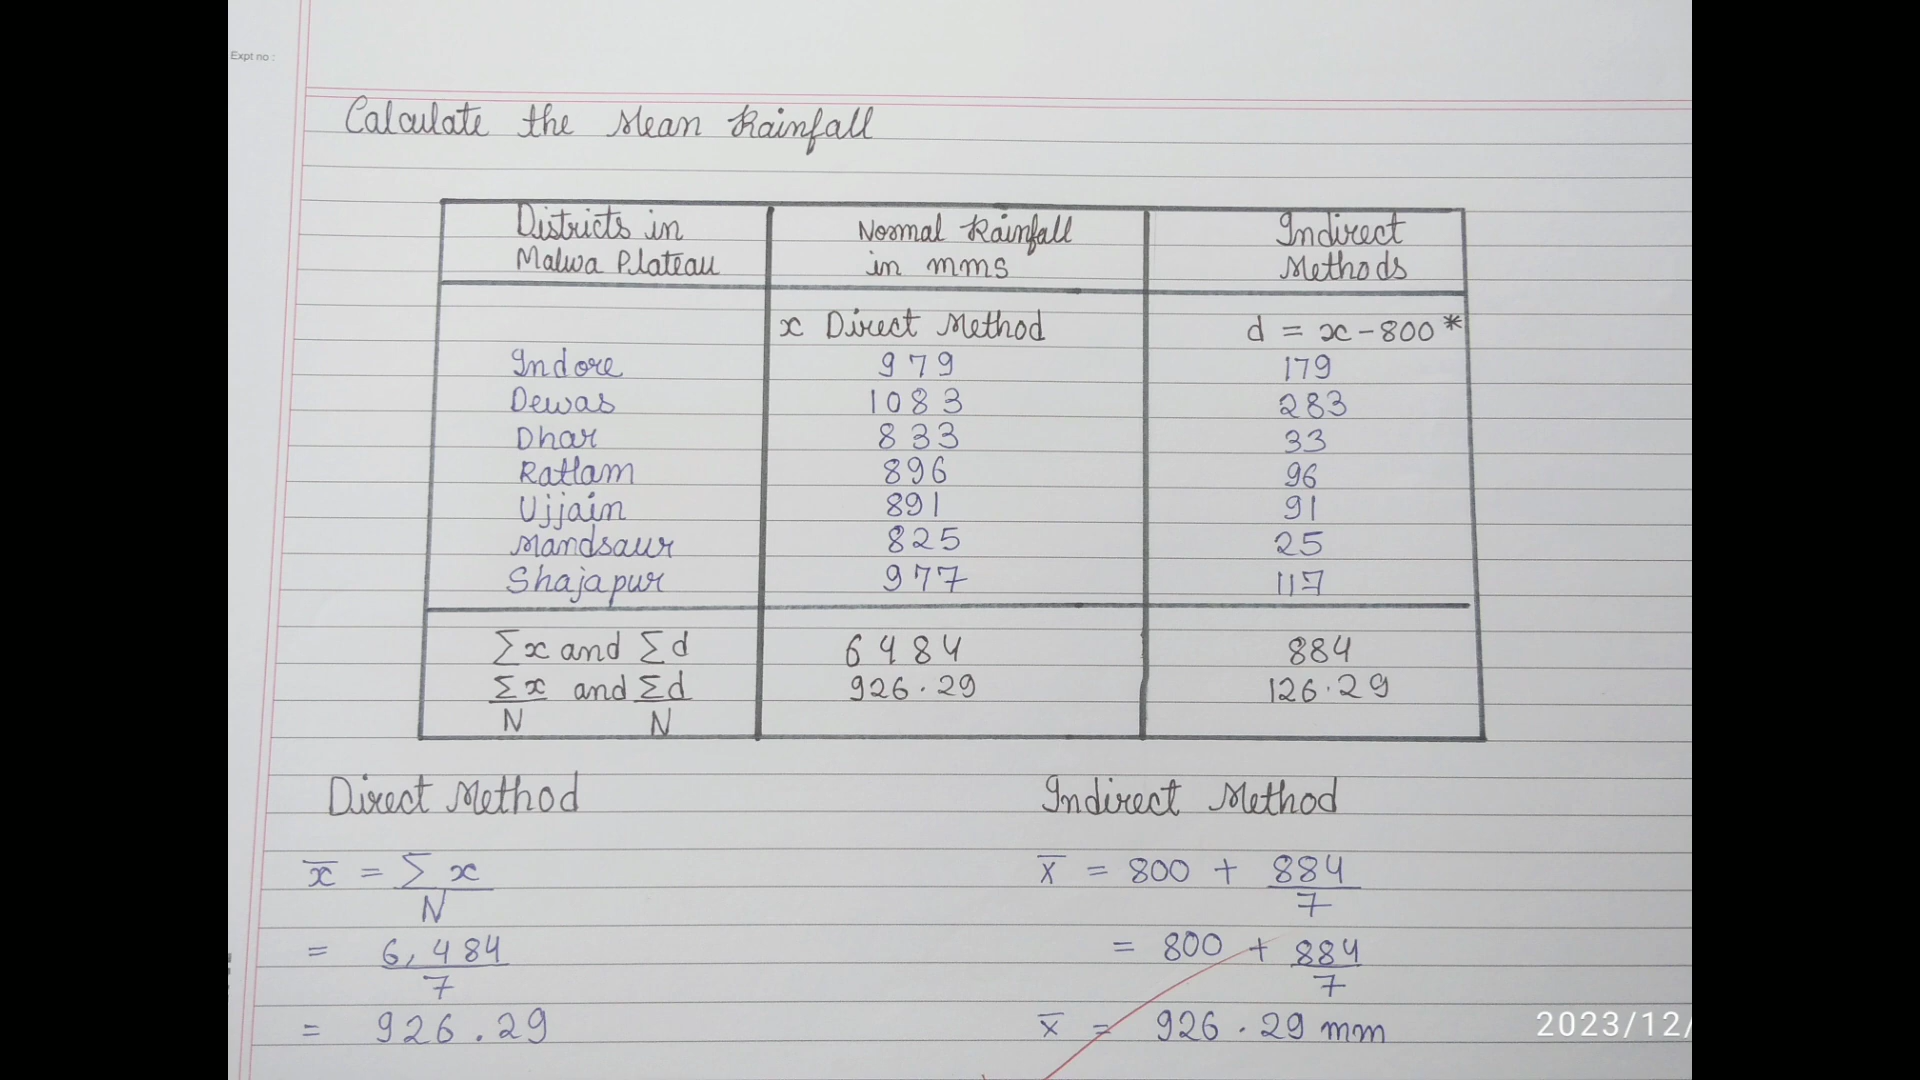 Expt no :
Calculate the Mean Rainfall
Districts in Malwa Plateau | Normal Rainfall in mms | Indirect Methods
x Direct Method | d = x - 800 *
Indore | 979 | 179
Dewas | 1083 | 283
Dhar | 833 | 33
Ratlam | 896 | 96
Ujjain | 891 | 91
Mandsaur | 825 | 25
Shajapur | 977 | 117
Σx and Σd | 6484 | 884
Σx/N and Σd/N | 926.29 | 126.29
Direct Method
x̄ = Σx/N
= 6,484/7
= 926.29
Indirect Method
x̄ = 800 + 884/7
= 800 + 884/7
x̄ = 926.29 mm
2023/12/